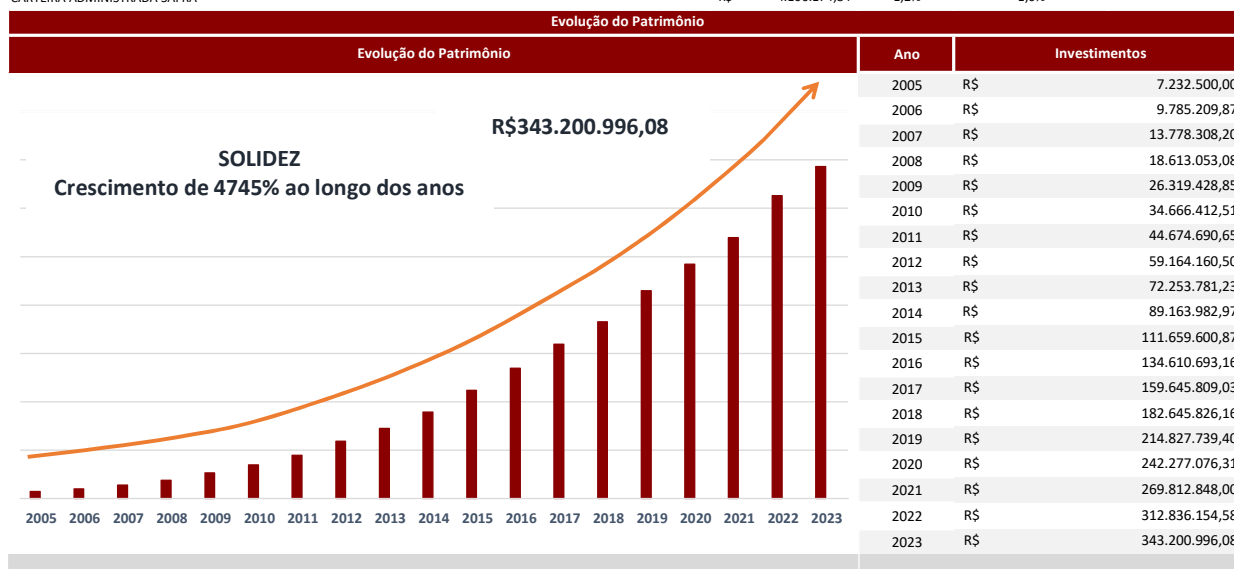 Evolução do Patrimônio
Evolução do Patrimônio
Ano Investimentos
R$343.200.996,08
SOLIDEZ
Crescimento de 4745% ao longo dos anos
2005 R$ 7.232.500,00
2006 R$ 9.785.209,87
2007 R$ 13.778.308,20
2008 R$ 18.613.053,08
2009 R$ 26.319.428,85
2010 R$ 34.666.412,51
2011 R$ 44.674.690,65
2012 R$ 59.164.160,50
2013 R$ 72.253.781,23
2014 R$ 89.163.982,97
2015 R$ 111.659.600,87
2016 R$ 134.610.693,16
2017 R$ 159.645.809,03
2018 R$ 182.645.826,16
2019 R$ 214.827.739,40
2020 R$ 242.277.076,31
2021 R$ 269.812.848,00
2022 R$ 312.836.154,58
2023 R$ 343.200.996,08
2005 2006 2007 2008 2009 2010 2011 2012 2013 2014 2015 2016 2017 2018 2019 2020 2021 2022 2023